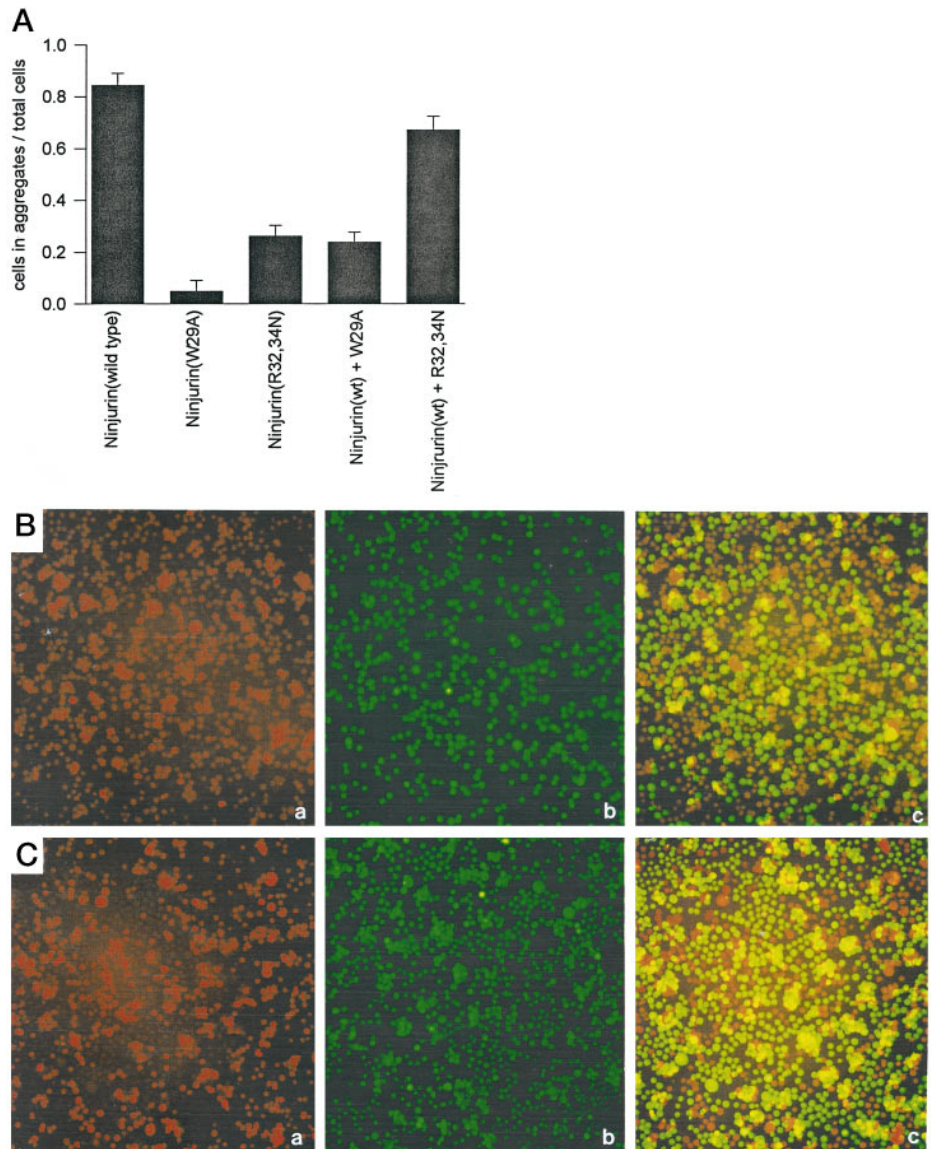 A
cells in aggregates / total cells
1.0
0.8
0.6
0.4
0.2
0.0
Ninjurin(wild type)
Ninjurin(W29A)
Ninjurin(R32,34N)
Ninjurin(wt) + W29A
Ninjrurin(wt) + R32,34N
B
a
b
c
C
a
b
c